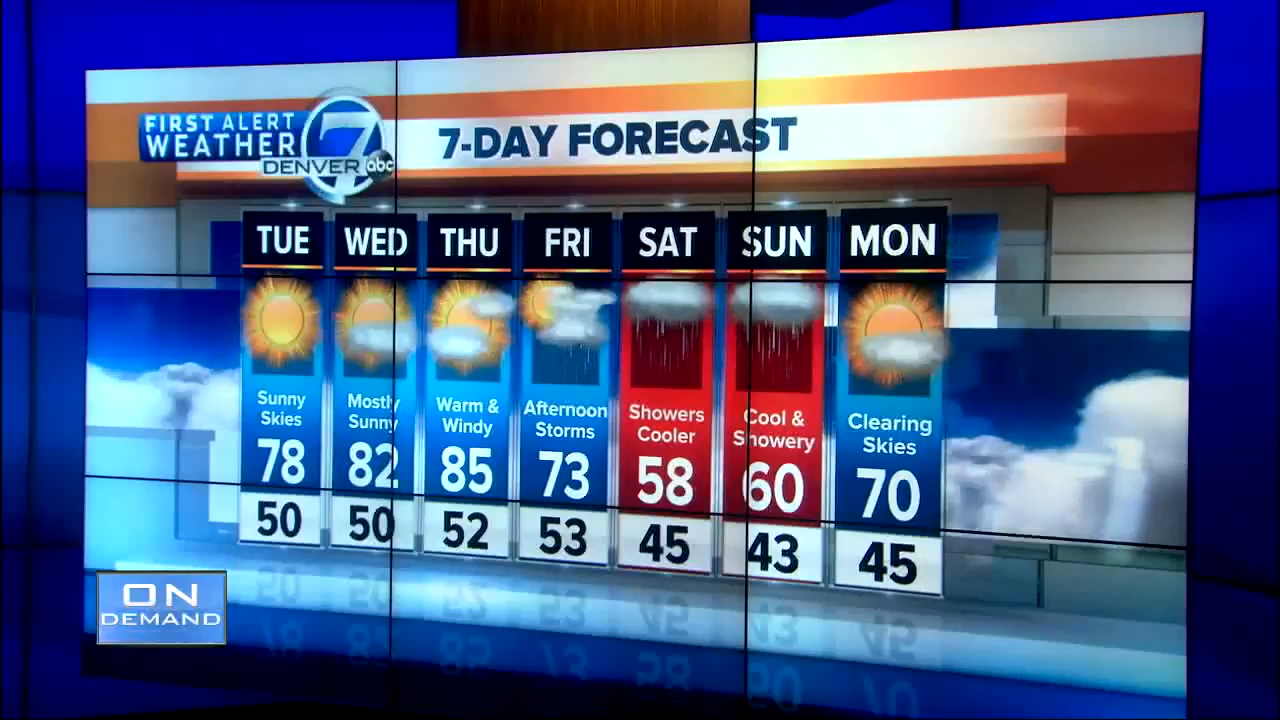 FIRST ALERT
WEATHER
7
DENVER abc
7-DAY FORECAST
TUE WED THU FRI SAT SUN MON
Sunny Skies
Mostly Sunny
Warm & Windy
Afternoon Storms
Showers Cooler
Cool & Showery
Clearing Skies
78 82 85 73 58 60 70
50 50 52 53 45 43 45
ON
DEMAND